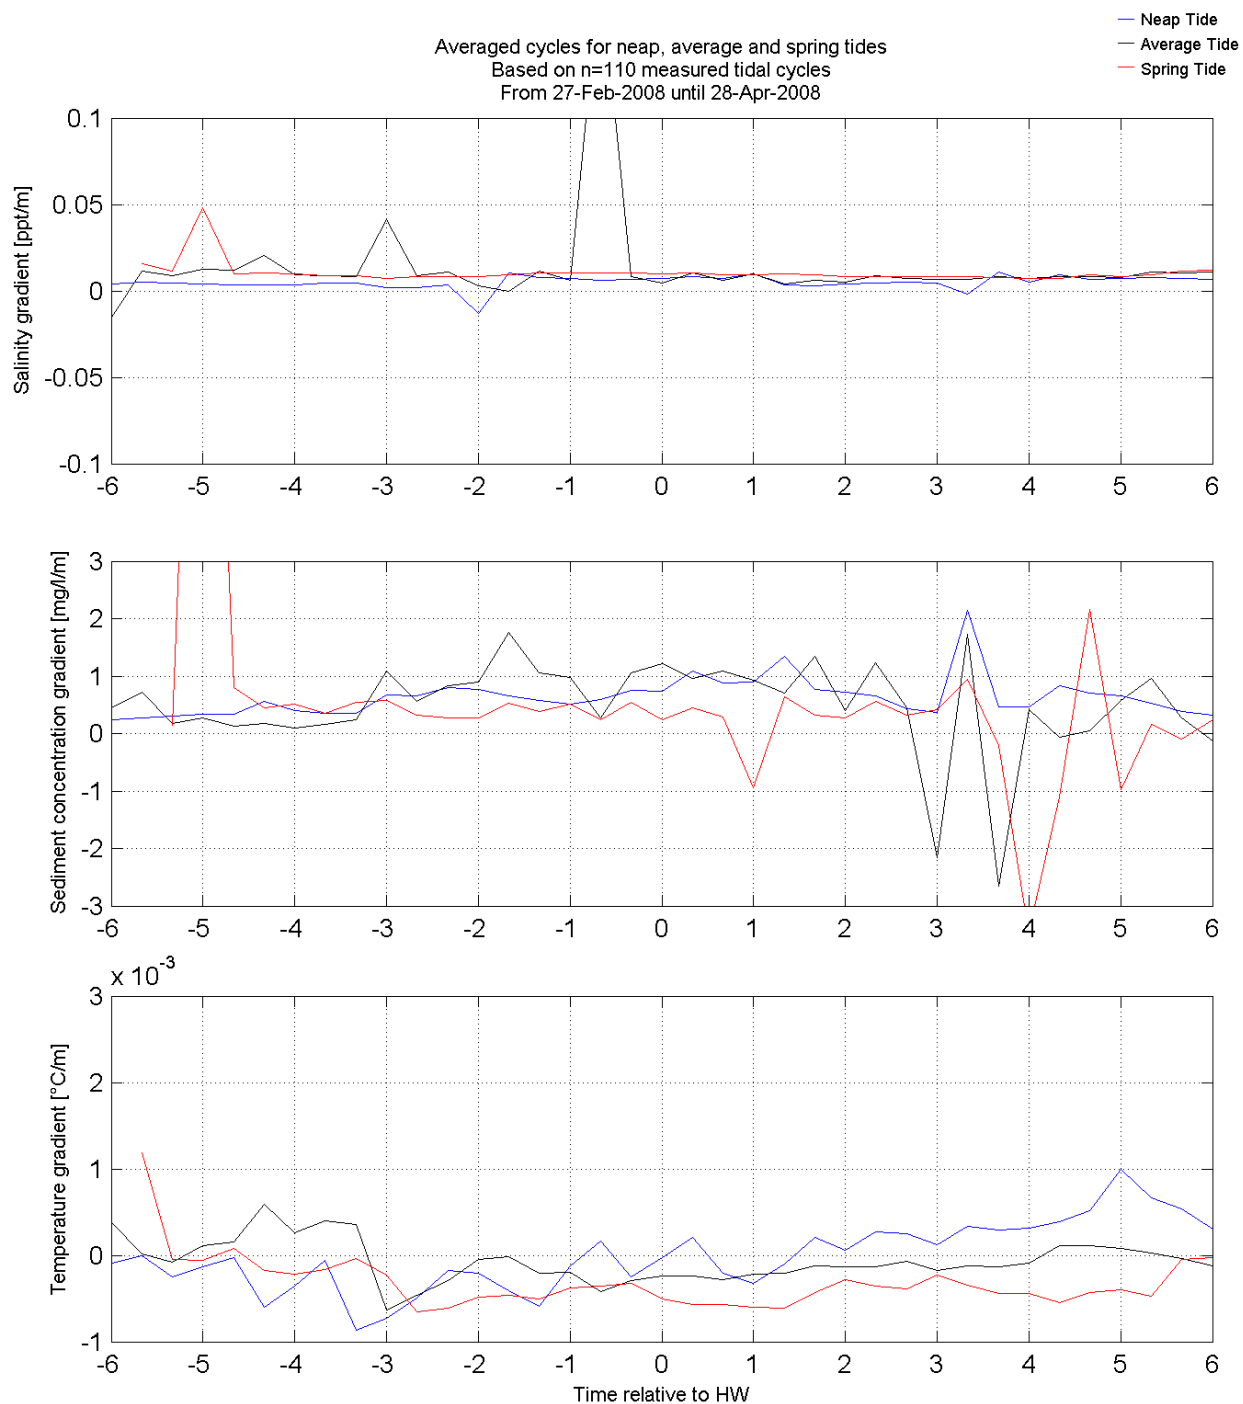 Neap Tide
Average Tide
Spring Tide
Averaged cycles for neap, average and spring tides
Based on n=110 measured tidal cycles
From 27-Feb-2008 until 28-Apr-2008
Salinity gradient [ppt/m]
0.1
0.05
0
-0.05
-0.1
-6 -5 -4 -3 -2 -1 0 1 2 3 4 5 6
Sediment concentration gradient [mg/l/m]
3
2
1
0
-1
-2
-3
-6 -5 -4 -3 -2 -1 0 1 2 3 4 5 6
x 10^-3
Temperature gradient [°C/m]
3
2
1
0
-1
-6 -5 -4 -3 -2 -1 0 1 2 3 4 5 6
Time relative to HW